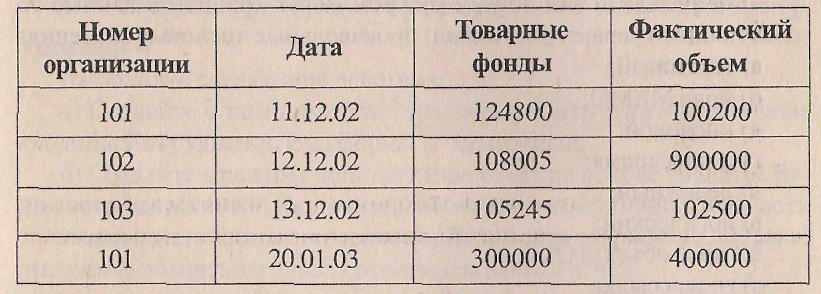 Номер организации Дата Товарные фонды Фактический объем
101 11.12.02 124800 100200
102 12.12.02 108005 900000
103 13.12.02 105245 102500
101 20.01.03 300000 400000